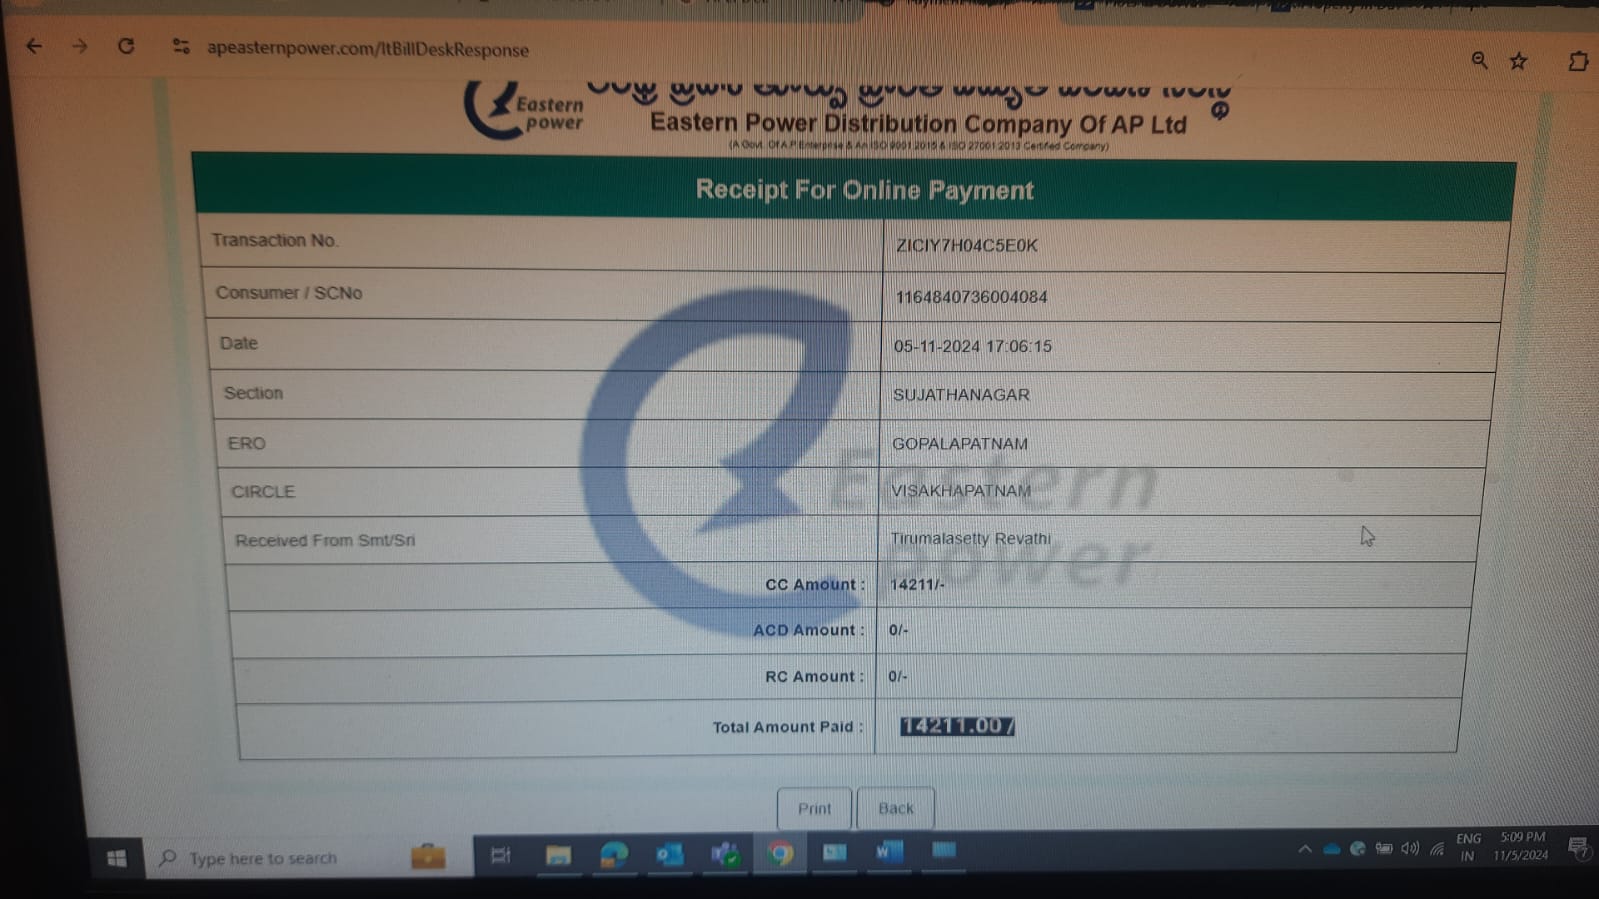 apeasternpower.com/ltBillDeskResponse
Eastern
power
Eastern Power Distribution Company Of AP Ltd
(A Govt. Of A.P Enterprise & An ISO 9001:2015 & ISO 27001:2013 Certified Company)
Receipt For Online Payment
Transaction No. ZICIY7H04C5E0K
Consumer / SCNo 1164840736004084
Date 05-11-2024 17:06:15
Section SUJATHANAGAR
ERO GOPALAPATNAM
CIRCLE VISAKHAPATNAM
Received From Smt/Sri Tirumalasetty Revathi
Eastern
power
CC Amount : 14211/-
ACD Amount : 0/-
RC Amount : 0/-
Total Amount Paid : 14211.00 /
Print Back
Type here to search
ENG 5:09 PM
IN 11/5/2024